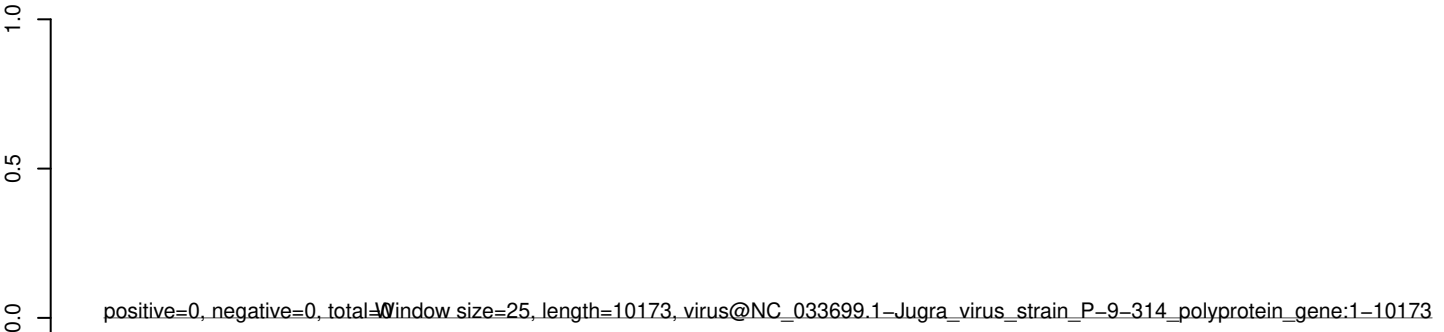 1.0
0.5
0.0
positive=0, negative=0, total=0
Window size=25, length=10173, virus@NC_033699.1−Jugra_virus_strain_P−9−314_polyprotein_gene:1−10173